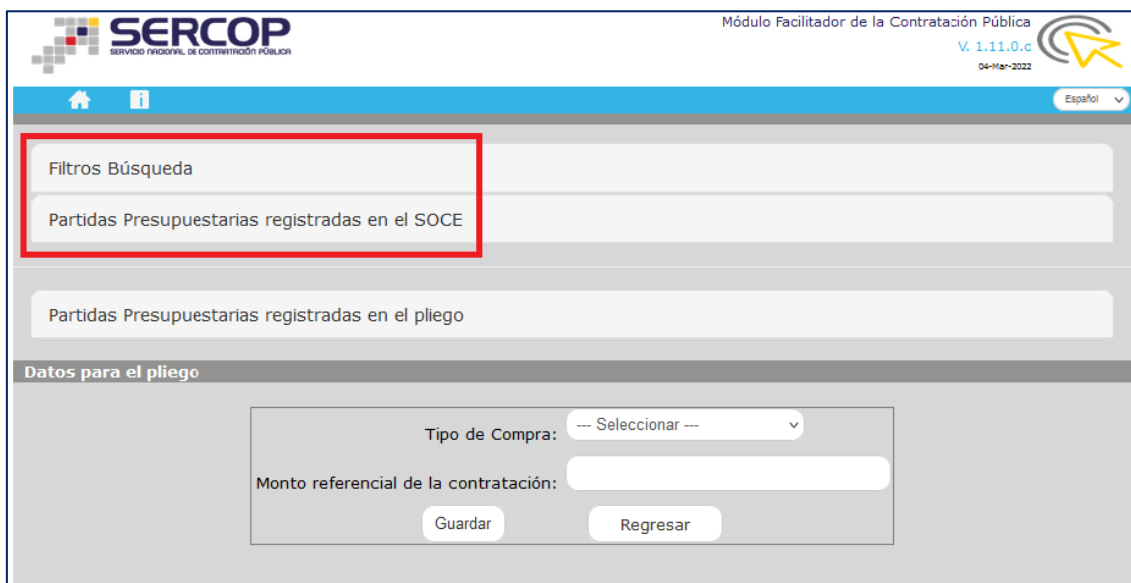 SERCOP
SERVICIO NACIONAL DE CONTRATACIÓN PÚBLICA
Módulo Facilitador de la Contratación Pública
V. 1.11.0.c
04-Mar-2022
Español
Filtros Búsqueda
Partidas Presupuestarias registradas en el SOCE
Partidas Presupuestarias registradas en el pliego
Datos para el pliego
Tipo de Compra: --- Seleccionar ---
Monto referencial de la contratación:
Guardar Regresar